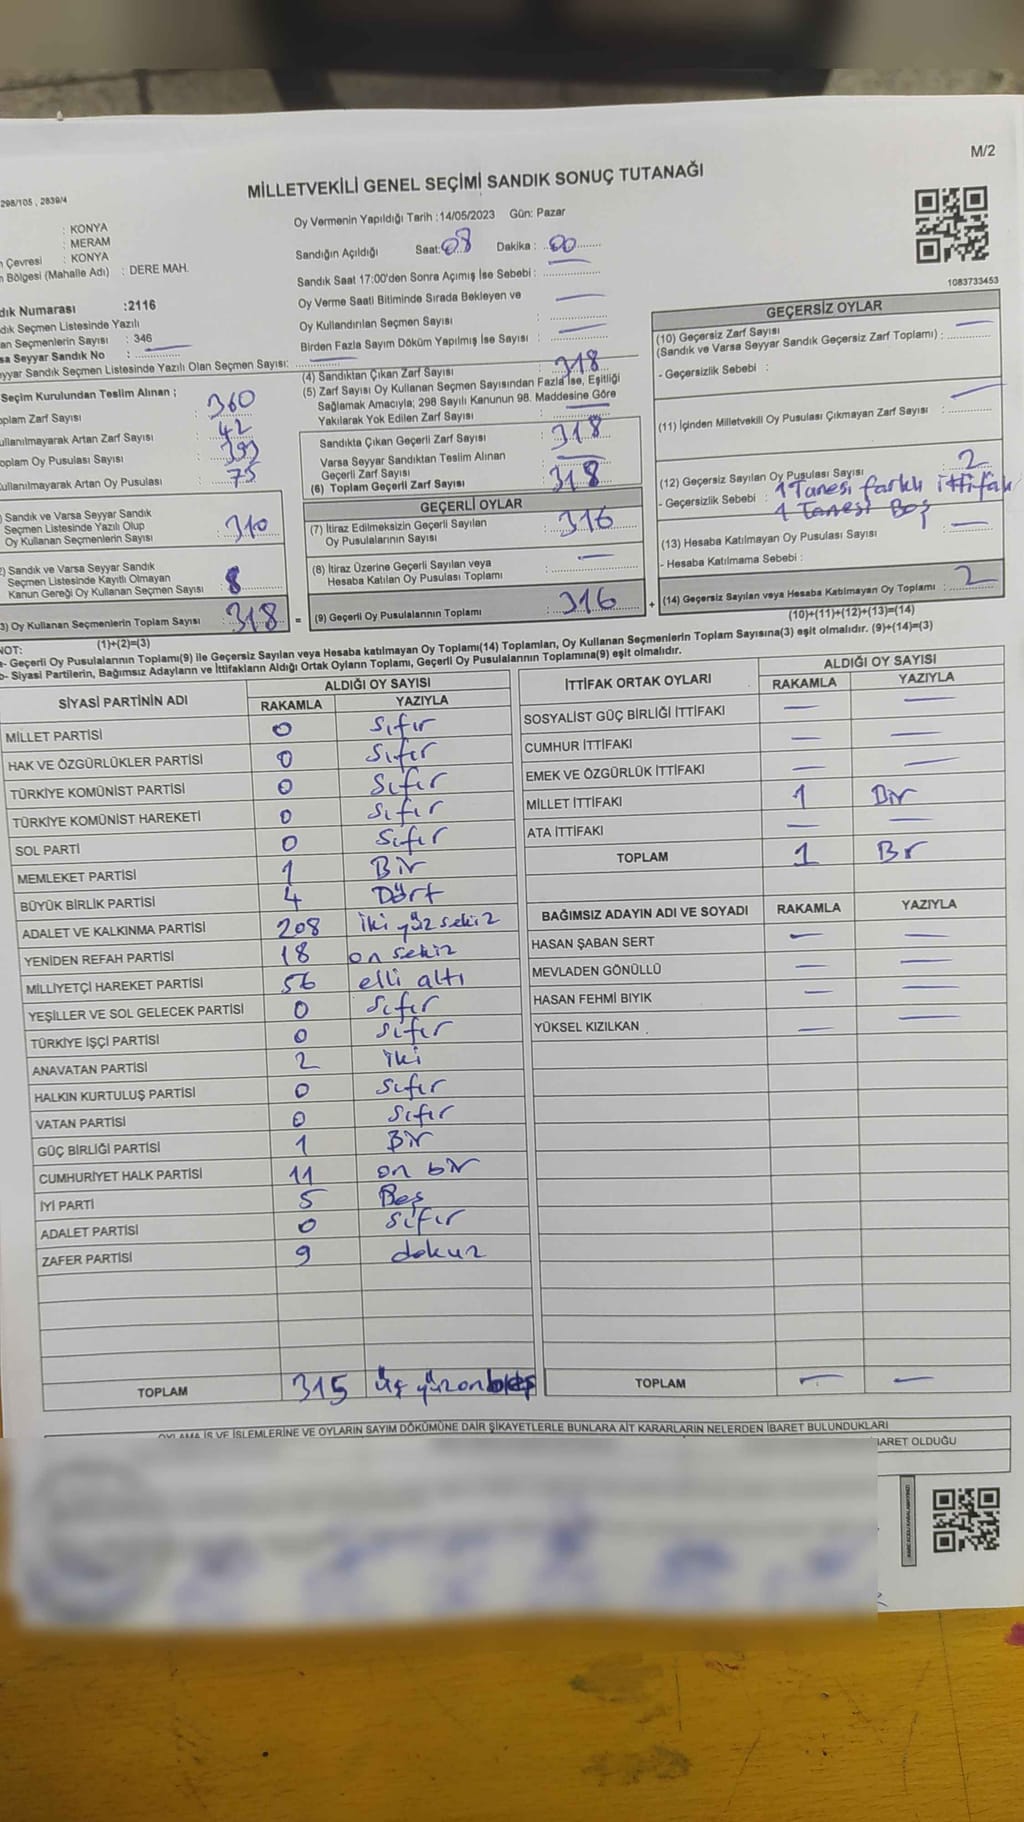 M/2
298/105 , 2839/4
MİLLETVEKİLİ GENEL SEÇİMİ SANDIK SONUÇ TUTANAĞI
: KONYA
: MERAM
Çevresi : KONYA
Bölgesi (Mahalle Adı) : DERE MAH.
Oy Vermenin Yapıldığı Tarih :14/05/2023 Gün: Pazar
Sandığın Açıldığı Saat: 08 Dakika : 00
Sandık Saat 17:00'den Sonra Açımış İse Sebebi :
Oy Verme Saati Bitiminde Sırada Bekleyen ve
Oy Kullandırılan Seçmen Sayısı :
Birden Fazla Sayım Döküm Yapılmış İse Sayısı :
1083733453
Numarası :2116
Seçmen Listesinde Yazılı
Seçmenlerin Sayısı : 346
Seyyar Sandık No :
Sandık Seçmen Listesinde Yazılı Olan Seçmen Sayısı:
Seçim Kurulundan Teslim Alınan ;
Zarf Sayısı : 360
Artan Zarf Sayısı : 42
Oy Pusulası Sayısı : 393
Artan Oy Pusulası : 75
Sandık ve Varsa Seyyar Sandık
Seçmen Listesinde Yazılı Olup
Oy Kullanan Seçmenlerin Sayısı : 310
Sandık ve Varsa Seyyar Sandık
Seçmen Listesinde Kayıtlı Olmayan
Kanun Gereği Oy Kullanan Seçmen Sayısı : 8
3) Oy Kullanan Seçmenlerin Toplam Sayısı : 318 =
(1)+(2)=(3)
(4) Sandıktan Çıkan Zarf Sayısı : 318
(5) Zarf Sayısı Oy Kullanan Seçmen Sayısından Fazla İse, Eşitliği
Sağlamak Amacıyla; 298 Sayılı Kanunun 98. Maddesine Göre
Yakılarak Yok Edilen Zarf Sayısı :
Sandıkta Çıkan Geçerli Zarf Sayısı : 318
Varsa Seyyar Sandıktan Teslim Alınan
Geçerli Zarf Sayısı :
(6) Toplam Geçerli Zarf Sayısı : 318
GEÇERLİ OYLAR
(7) İtiraz Edilmeksizin Geçerli Sayılan
Oy Pusulalarının Sayısı : 316
(8) İtiraz Üzerine Geçerli Sayılan veya
Hesaba Katılan Oy Pusulası Toplamı :
(9) Geçerli Oy Pusulalarının Toplamı : 316 +
GEÇERSİZ OYLAR
(10) Geçersiz Zarf Sayısı
(Sandık ve Varsa Seyyar Sandık Geçersiz Zarf Toplamı) :
- Geçersizlik Sebebi :
(11) İçinden Milletvekili Oy Pusulası Çıkmayan Zarf Sayısı :
(12) Geçersiz Sayılan Oy Pusulası Sayısı : 2
- Geçersizlik Sebebi : 1 Tanesi farklı ittifak
1 Tanesi Boş
(13) Hesaba Katılmayan Oy Pusulası Sayısı :
- Hesaba Katılmama Sebebi :
(14) Geçersiz Sayılan veya Hesaba Katılmayan Oy Toplamı : 2
(10)+(11)+(12)+(13)=(14)
NOT:
a- Geçerli Oy Pusulalarının Toplamı(9) ile Geçersiz Sayılan veya Hesaba katılmayan Oy Toplamı(14) Toplamları, Oy Kullanan Seçmenlerin Toplam Sayısına(3) eşit olmalıdır. (9)+(14)=(3)
b- Siyasi Partilerin, Bağımsız Adayların ve İttifakların Aldığı Ortak Oyların Toplamı, Geçerli Oy Pusulalarının Toplamına(9) eşit olmalıdır.
SİYASİ PARTİNİN ADI ALDIĞI OY SAYISI
RAKAMLA YAZIYLA
MİLLET PARTİSİ 0 Sıfır
HAK VE ÖZGÜRLÜKLER PARTİSİ 0 Sıfır
TÜRKİYE KOMÜNİST PARTİSİ 0 Sıfır
TÜRKİYE KOMÜNİST HAREKETİ 0 Sıfır
SOL PARTİ 0 Sıfır
MEMLEKET PARTİSİ 1 Bir
BÜYÜK BİRLİK PARTİSİ 4 Dört
ADALET VE KALKINMA PARTİSİ 208 iki yüz sekiz
YENİDEN REFAH PARTİSİ 18 on sekiz
MİLLİYETÇİ HAREKET PARTİSİ 56 elli altı
YEŞİLLER VE SOL GELECEK PARTİSİ 0 Sıfır
TÜRKİYE İŞÇİ PARTİSİ 0 Sıfır
ANAVATAN PARTİSİ 2 iki
HALKIN KURTULUŞ PARTİSİ 0 Sıfır
VATAN PARTİSİ 0 Sıfır
GÜÇ BİRLİĞİ PARTİSİ 1 Bir
CUMHURİYET HALK PARTİSİ 11 on bir
İYİ PARTİ 5 Beş
ADALET PARTİSİ 0 sıfır
ZAFER PARTİSİ 9 dokuz
TOPLAM 315 üç yüz on beş
İTTİFAK ORTAK OYLARI ALDIĞI OY SAYISI
RAKAMLA YAZIYLA
SOSYALİST GÜÇ BİRLİĞİ İTTİFAKI
CUMHUR İTTİFAKI
EMEK VE ÖZGÜRLÜK İTTİFAKI
MİLLET İTTİFAKI 1 Bir
ATA İTTİFAKI
TOPLAM 1 Br
BAĞIMSIZ ADAYIN ADI VE SOYADI RAKAMLA YAZIYLA
HASAN ŞABAN SERT
MEVLADEN GÖNÜLLÜ
HASAN FEHMI BIYIK
YÜKSEL KIZILKAN
TOPLAM
OYLAMA İŞ VE İŞLEMLERİNE VE OYLARIN SAYIM DÖKÜMÜNE DAİR ŞİKAYETLERLE BUNLARA AİT KARARLARIN NELERDEN İBARET BULUNDUKLARI
OLDUĞU